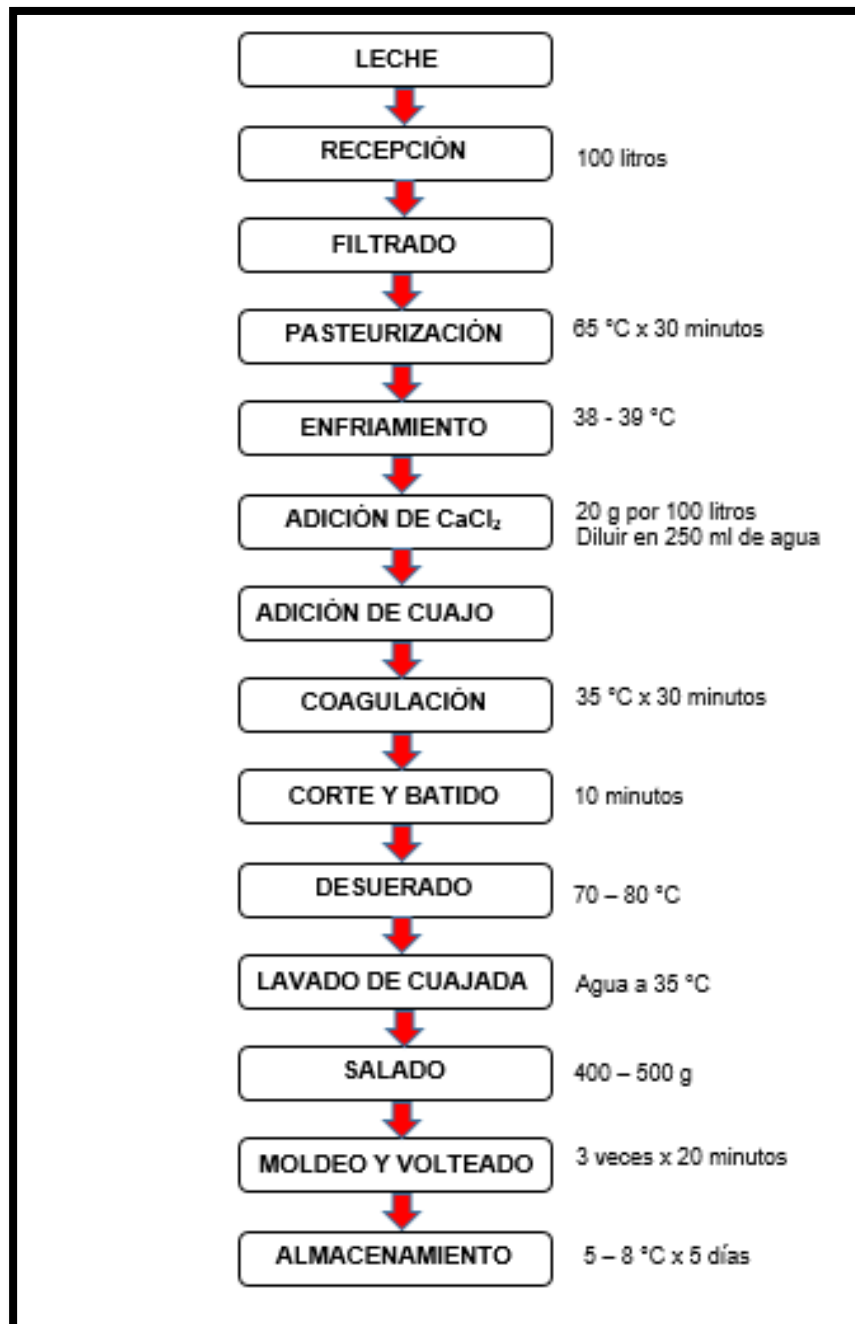 LECHE
RECEPCIÓN
100 litros
FILTRADO
PASTEURIZACIÓN
65 °C x 30 minutos
ENFRIAMIENTO
38 - 39 °C
ADICIÓN DE CaCl₂
20 g por 100 litros
Diluir en 250 ml de agua
ADICIÓN DE CUAJO
COAGULACIÓN
35 °C x 30 minutos
CORTE Y BATIDO
10 minutos
DESUERADO
70 – 80 °C
LAVADO DE CUAJADA
Agua a 35 °C
SALADO
400 – 500 g
MOLDEO Y VOLTEADO
3 veces x 20 minutos
ALMACENAMIENTO
5 – 8 °C x 5 días